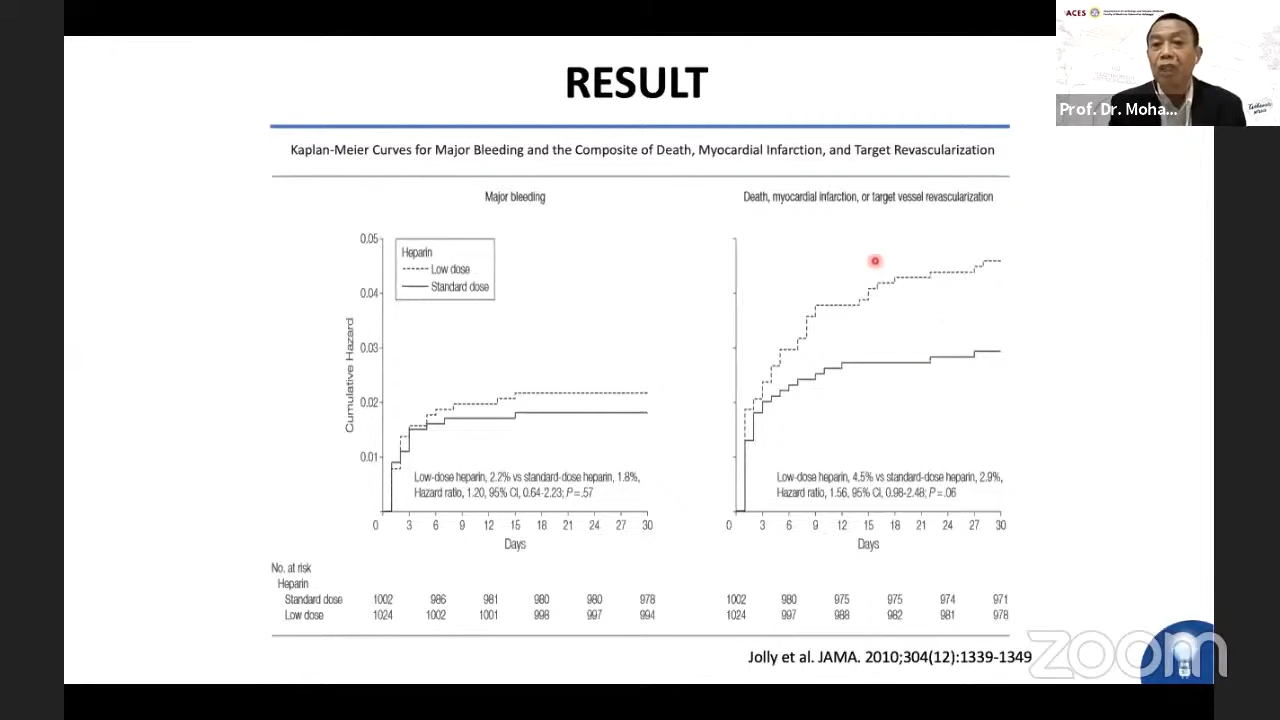 ACES
Prof. Dr. Moha...
RESULT
Kaplan-Meier Curves for Major Bleeding and the Composite of Death, Myocardial Infarction, and Target Revascularization
Major bleeding
Death, myocardial infarction, or target vessel revascularization
0.05
0.04
0.03
0.02
0.01
Cumulative Hazard
Heparin
Low dose
Standard dose
Low-dose heparin, 2.2% vs standard-dose heparin, 1.8%,
Hazard ratio, 1.20, 95% CI, 0.64-2.23; P=.57
Low-dose heparin, 4.5% vs standard-dose heparin, 2.9%,
Hazard ratio, 1.56, 95% CI, 0.98-2.48; P=.06
0 3 6 9 12 15 18 21 24 27 30
Days
0 3 6 9 12 15 18 21 24 27 30
Days
No. at risk
Heparin
Standard dose 1002 986 981 980 980 978 1002 980 975 975 974 971
Low dose 1024 1002 1001 998 997 994 1024 997 988 982 981 978
Jolly et al. JAMA. 2010;304(12):1339-1349
zoom